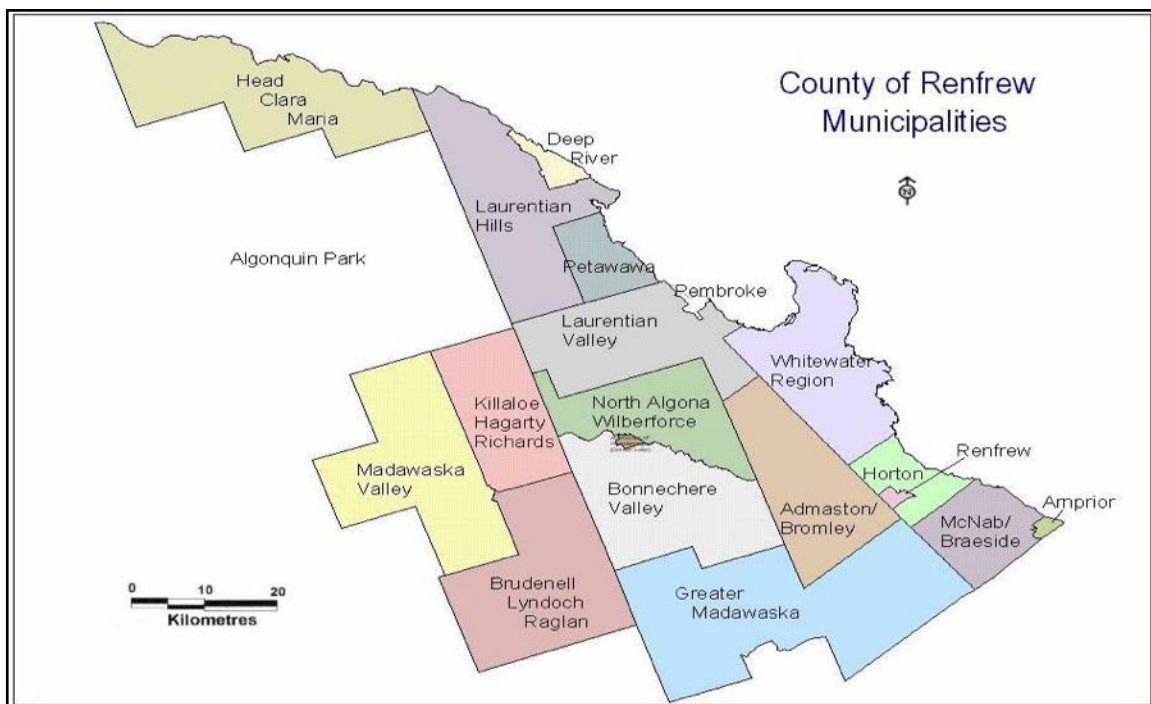 County of Renfrew
Municipalities
N
Head
Clara
Maria
Deep
River
Laurentian
Hills
Algonquin Park
Petawawa
Pembroke
Laurentian
Valley
Whitewater
Region
Killaloe
Hagarty
Richards
North Algona
Wilberforce
Madawaska
Valley
Bonnechere
Valley
Horton
Renfrew
Admaston/
Bromley
McNab/
Braeside
Arnprior
Brudenell
Lyndoch
Raglan
Greater
Madawaska
0 10 20
Kilometres